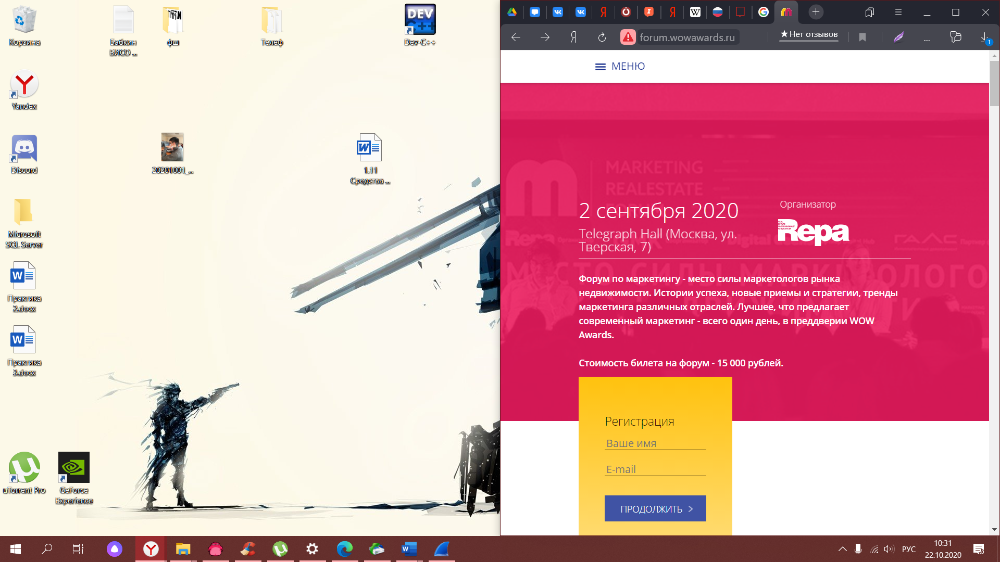 Корзина
Бабкин
БИСО ...
фш
Телеф
DEV
C++
Dev-C++
Yandex
Discord
20201001_...
1.11
Средства ...
Microsoft
SQL Server
Практика
2.docx
Практика
3.docx
uTorrent Pro
GeForce
Experience
forum.wowawards.ru
★Нет отзывов
...
1
МЕНЮ
MARKETING
REALESTATE
2 сентября 2020
Telegraph Hall (Москва, ул.
Тверская, 7)
Организатор
Repa
МЕСТО СИЛЫ МАРКЕТОЛОГО
Форум по маркетингу - место силы маркетологов рынка
недвижимости. Истории успеха, новые приемы и стратегии, тренды
маркетинга различных отраслей. Лучшее, что предлагает
современный маркетинг - всего один день, в преддверии WOW
Awards.
Стоимость билета на форум - 15 000 рублей.
Регистрация
Ваше имя
E-mail
ПРОДОЛЖИТЬ
РУС
10:31
22.10.2020